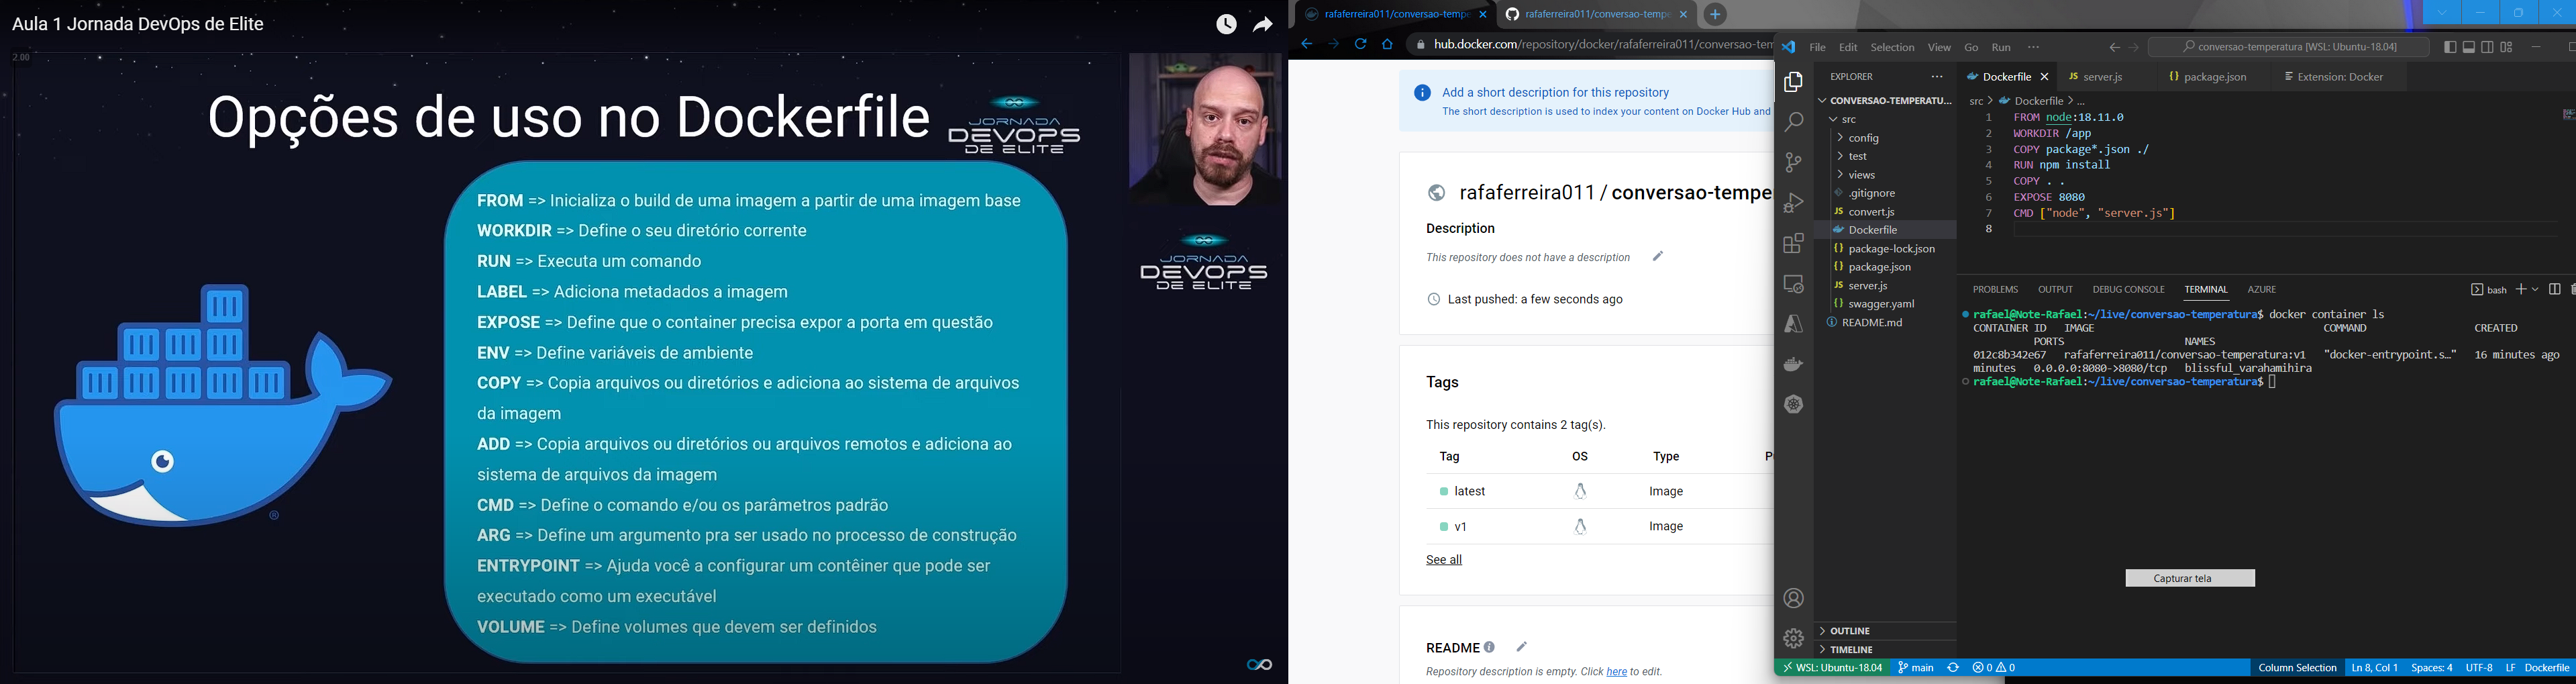 Aula 1 Jornada DevOps de Elite
2.00
Opções de uso no Dockerfile
JORNADA
DEVOPS
DE ELITE
FROM => Inicializa o build de uma imagem a partir de uma imagem base
WORKDIR => Define o seu diretório corrente
RUN => Executa um comando
LABEL => Adiciona metadados a imagem
EXPOSE => Define que o container precisa expor a porta em questão
ENV => Define variáveis de ambiente
COPY => Copia arquivos ou diretórios e adiciona ao sistema de arquivos
da imagem
ADD => Copia arquivos ou diretórios ou arquivos remotos e adiciona ao
sistema de arquivos da imagem
CMD => Define o comando e/ou os parâmetros padrão
ARG => Define um argumento pra ser usado no processo de construção
ENTRYPOINT => Ajuda você a configurar um contêiner que pode ser
executado como um executável
VOLUME => Define volumes que devem ser definidos
®
JORNADA
DEVOPS
DE ELITE
rafaferreira011/conversao-tempe
rafaferreira011/conversao-tempe
hub.docker.com/repository/docker/rafaferreira011/conversao-tem
Add a short description for this repository
The short description is used to index your content on Docker Hub and
rafaferreira011 / conversao-tempe
Description
This repository does not have a description
Last pushed: a few seconds ago
Tags
This repository contains 2 tag(s).
Tag OS Type P
latest Image
v1 Image
See all
README
Repository description is empty. Click here to edit.
File Edit Selection View Go Run ···
conversao-temperatura [WSL: Ubuntu-18.04]
EXPLORER ···
CONVERSAO-TEMPERATU...
src
config
test
views
.gitignore
JS convert.js
Dockerfile
{} package-lock.json
{} package.json
JS server.js
{} swagger.yaml
README.md
OUTLINE
TIMELINE
Dockerfile
JS server.js
{} package.json
Extension: Docker
src > Dockerfile > ...
1 FROM node:18.11.0
2 WORKDIR /app
3 COPY package*.json ./
4 RUN npm install
5 COPY . .
6 EXPOSE 8080
7 CMD ["node", "server.js"]
8
PROBLEMS OUTPUT DEBUG CONSOLE TERMINAL AZURE
bash
rafael@Note-Rafael:~/live/conversao-temperatura$ docker container ls
CONTAINER ID IMAGE COMMAND CREATED
PORTS NAMES
012c8b342e67 rafaferreira011/conversao-temperatura:v1 "docker-entrypoint.s…" 16 minutes ago
minutes 0.0.0.0:8080->8080/tcp blissful_varahamihira
rafael@Note-Rafael:~/live/conversao-temperatura$
Capturar tela
WSL: Ubuntu-18.04 main 0 0 Column Selection Ln 8, Col 1 Spaces: 4 UTF-8 LF Dockerfile